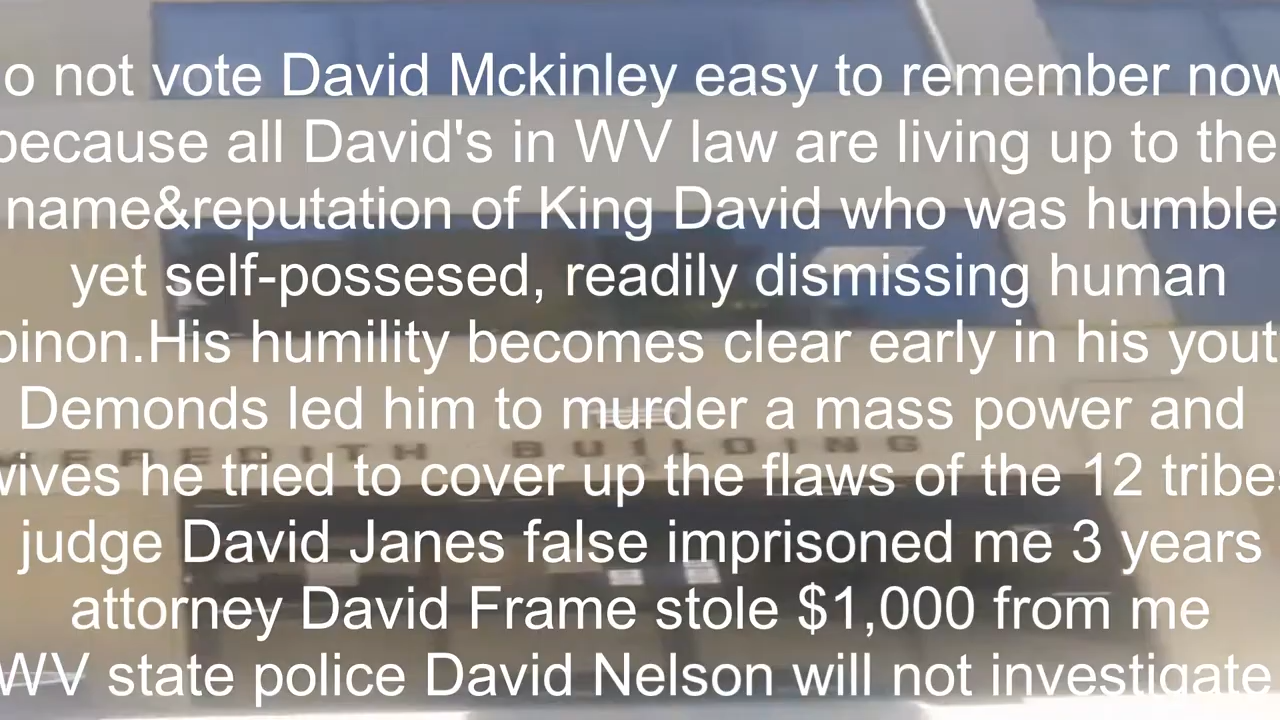 o not vote David Mckinley easy to remember now
because all David's in WV law are living up to the
name&reputation of King David who was humble
yet self-possesed, readily dismissing human
pinon.His humility becomes clear early in his yout
Demonds led him to murder a mass power and
MEREDITH BUILDING
wives he tried to cover up the flaws of the 12 tribes
judge David Janes false imprisoned me 3 years
attorney David Frame stole $1,000 from me
WV state police David Nelson will not investigate